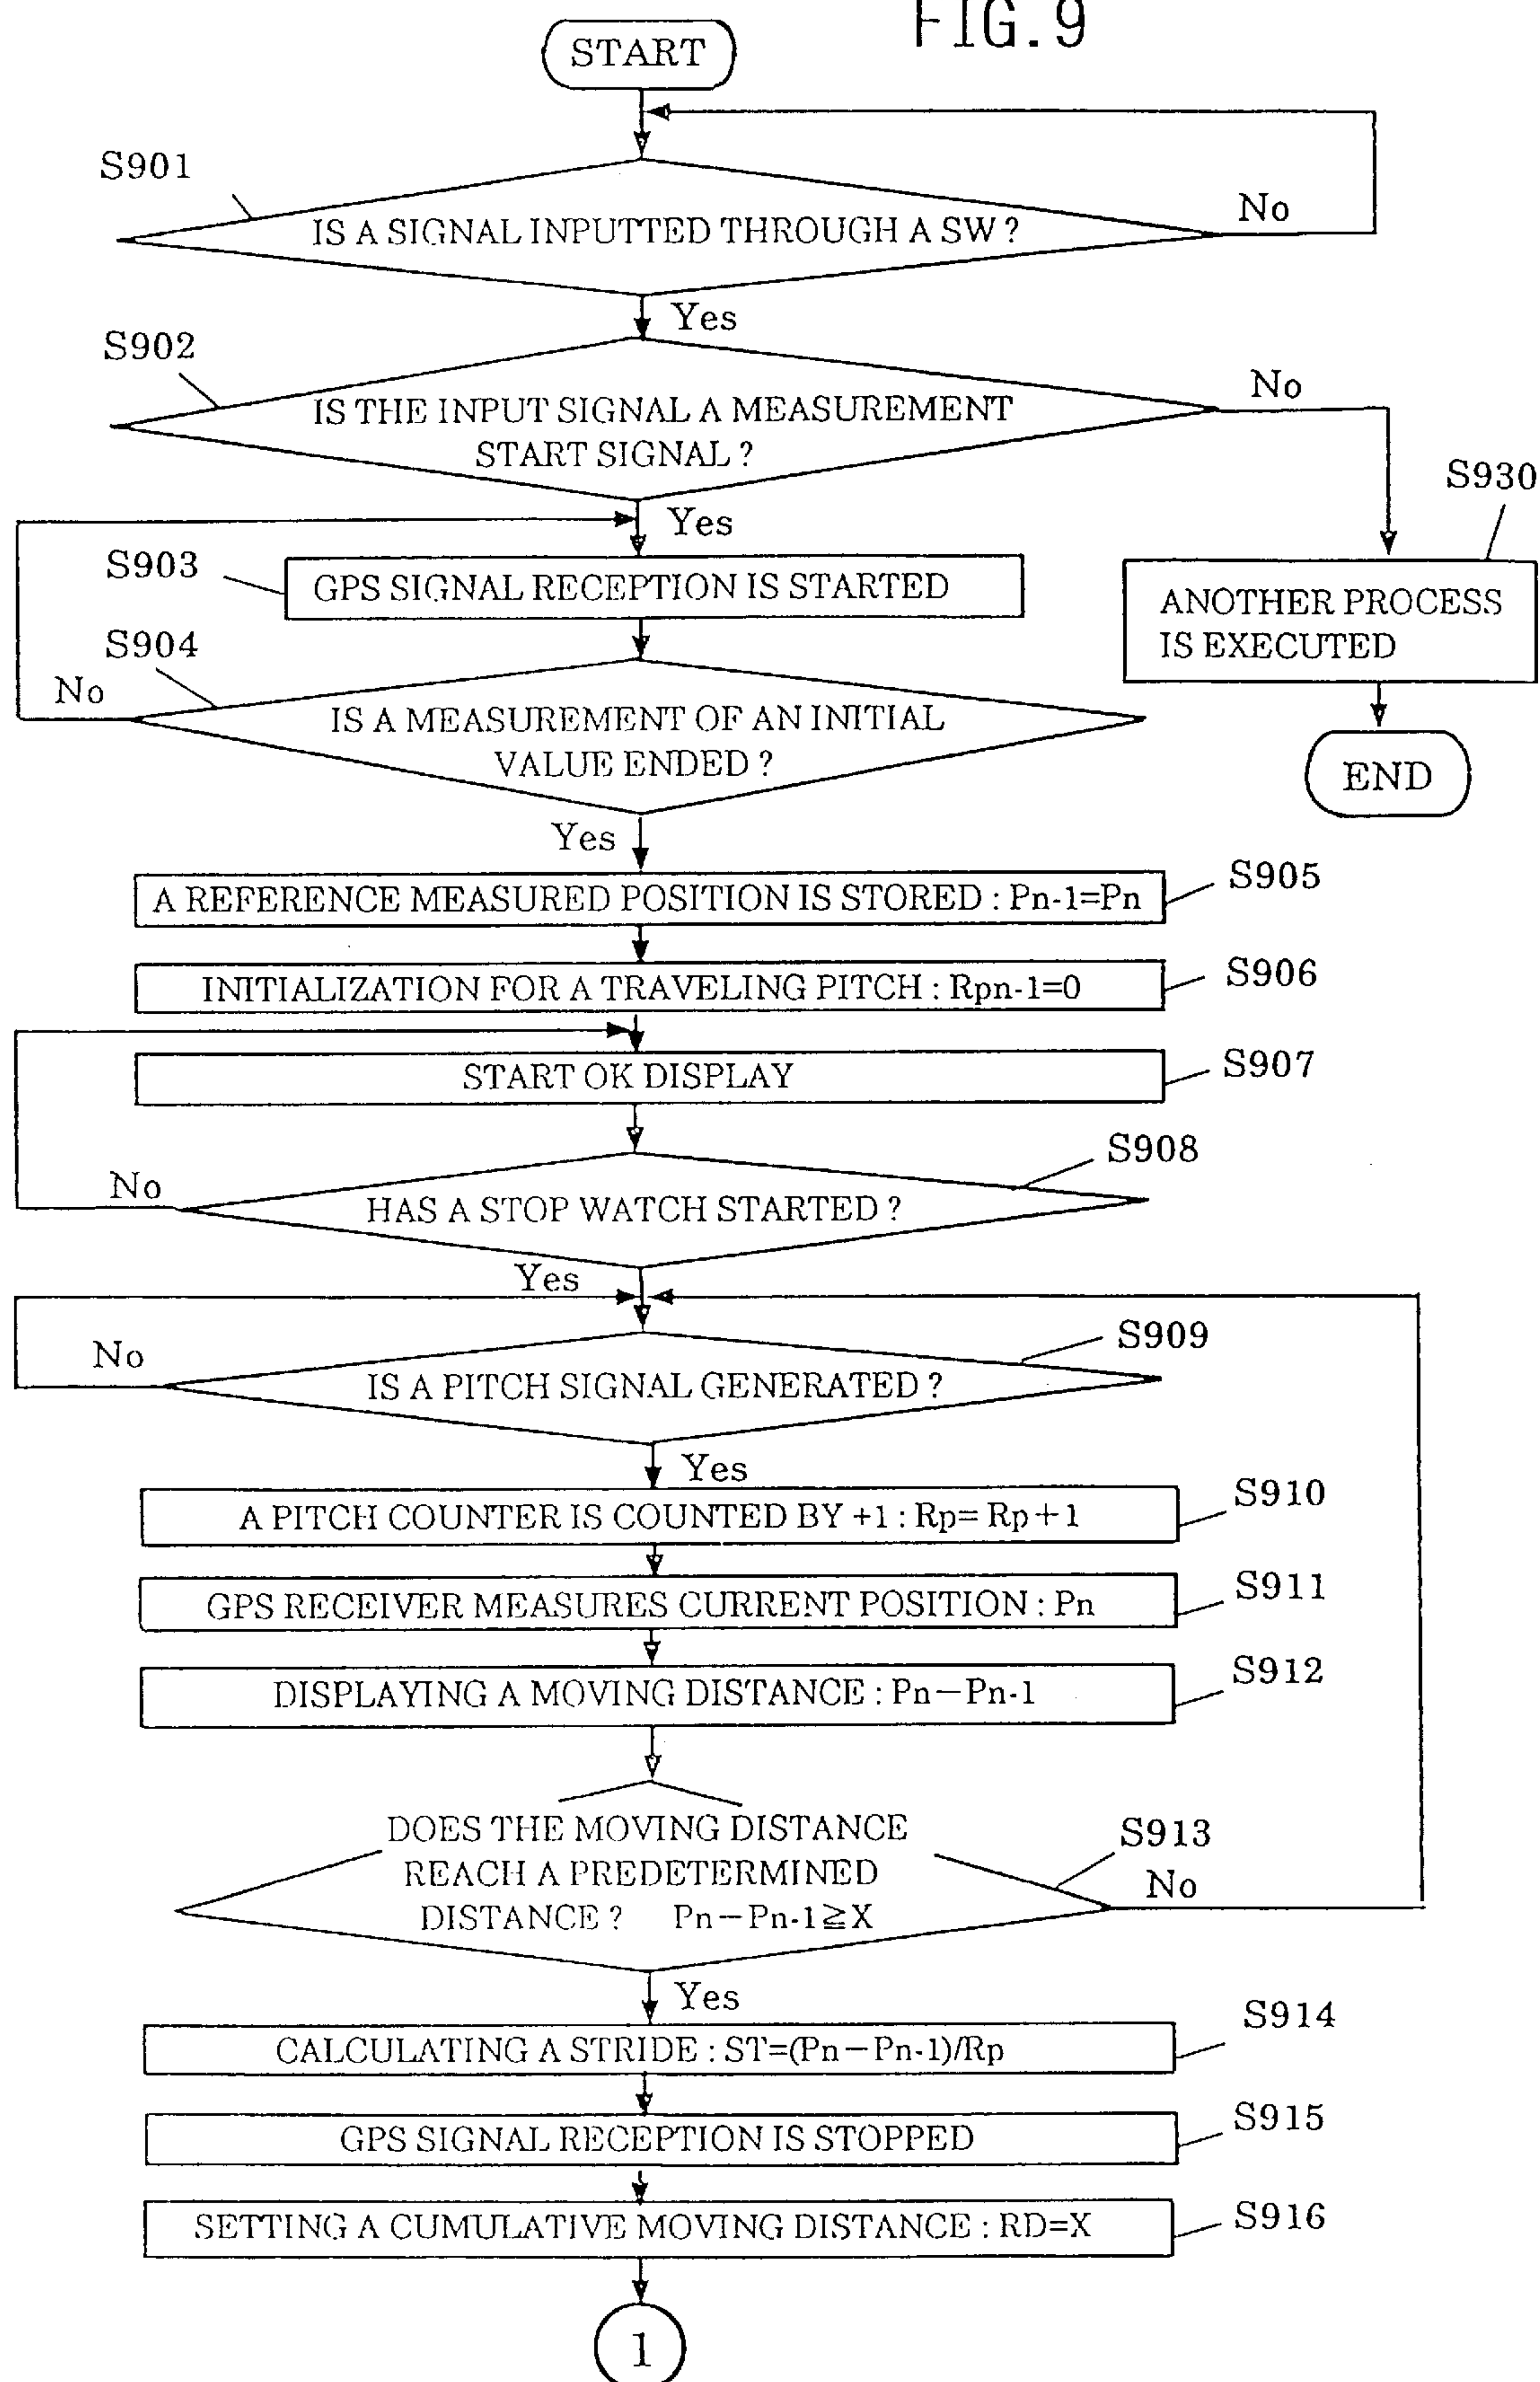 FIG. 9
START
S901
IS A SIGNAL INPUTTED THROUGH A SW ?
No
Yes
S902
IS THE INPUT SIGNAL A MEASUREMENT
START SIGNAL ?
No
Yes
S930
ANOTHER PROCESS
IS EXECUTED
END
S903
GPS SIGNAL RECEPTION IS STARTED
S904
No
IS A MEASUREMENT OF AN INITIAL
VALUE ENDED ?
Yes
A REFERENCE MEASURED POSITION IS STORED : Pn-1=Pn
S905
INITIALIZATION FOR A TRAVELING PITCH : Rpn-1=0
S906
START OK DISPLAY
S907
S908
No
HAS A STOP WATCH STARTED ?
Yes
S909
No
IS A PITCH SIGNAL GENERATED ?
Yes
A PITCH COUNTER IS COUNTED BY +1 : Rp= Rp+1
S910
GPS RECEIVER MEASURES CURRENT POSITION : Pn
S911
DISPLAYING A MOVING DISTANCE : Pn−Pn-1
S912
DOES THE MOVING DISTANCE
REACH A PREDETERMINED
DISTANCE ? Pn−Pn-1≧X
S913
No
Yes
CALCULATING A STRIDE : ST=(Pn−Pn-1)/Rp
S914
GPS SIGNAL RECEPTION IS STOPPED
S915
SETTING A CUMULATIVE MOVING DISTANCE : RD=X
S916
1